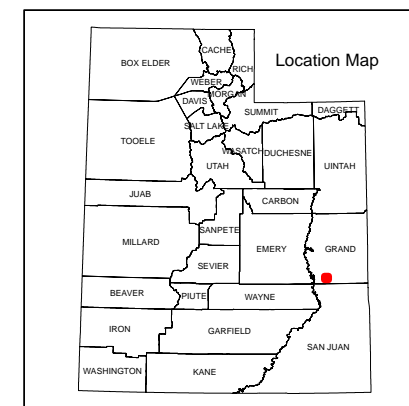 Location Map
BOX ELDER
CACHE
RICH
WEBER
MORGAN
DAVIS
SUMMIT
DAGGETT
SALT LAKE
TOOELE
WASATCH
DUCHESNE
UINTAH
UTAH
JUAB
CARBON
SANPETE
MILLARD
EMERY
GRAND
SEVIER
BEAVER
PIUTE
WAYNE
IRON
GARFIELD
SAN JUAN
WASHINGTON
KANE